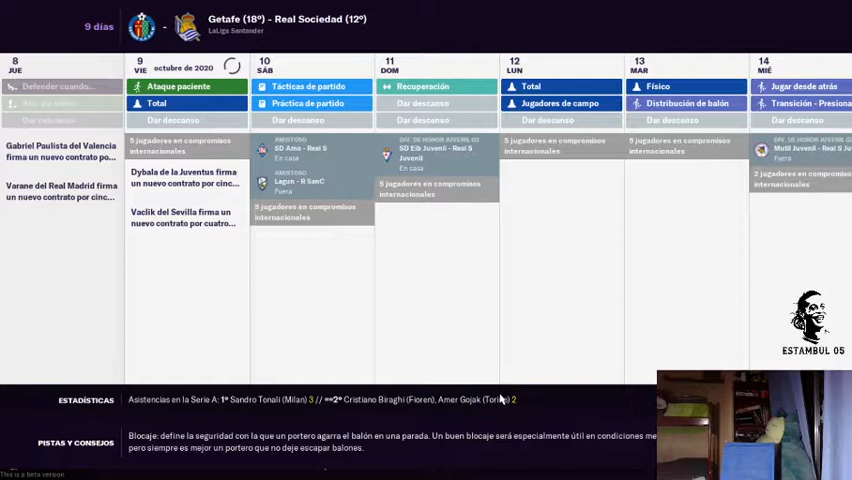 9 días
Getafe (18º) - Real Sociedad (12º)
LaLiga Santander
8
JUE
9
VIE octubre de 2020
10
SÁB
11
DOM
12
LUN
13
MAR
14
MIÉ
Defender cuando...
Dar descanso
Ataque paciente
Total
Dar descanso
Tácticas de partido
Práctica de partido
Dar descanso
Recuperación
Dar descanso
Dar descanso
Total
Jugadores de campo
Dar descanso
Físico
Distribución de balón
Dar descanso
Jugar desde atrás
Transición - Presiona
Dar descanso
Gabriel Paulista del Valencia
firma un nuevo contrato po...
Varane del Real Madrid firma
un nuevo contrato por cinc...
5 jugadores en compromisos
internacionales
Dybala de la Juventus firma
un nuevo contrato por cinc...
Vaclik del Sevilla firma un
nuevo contrato por cuatro...
AMISTOSO
SD Amo - Real S
En casa
AMISTOSO
Lagun - R SanC
Fuera
5 jugadores en compromisos
internacionales
DIV. DE HONOR JUVENIL G2
SD Eib Juvenil - Real S
Juvenil
En casa
5 jugadores en compromisos
internacionales
5 jugadores en compromisos
internacionales
5 jugadores en compromisos
internacionales
DIV. DE HONOR JUVENIL G
Mutil Juvenil - Real S Juve
Fuera
2 jugadores en compromis
internacionales
ESTAMBUL 05
ESTADÍSTICAS
Asistencias en la Serie A: 1º Sandro Tonali (Milan) 3 // ==2º Cristiano Biraghi (Fioren), Amer Gojak (Torino) 2
PISTAS Y CONSEJOS
Blocaje: define la seguridad con la que un portero agarra el balón en una parada. Un buen blocaje será especialmente útil en condiciones me
pero siempre es mejor un portero que no deje escapar balones.
This is a beta version